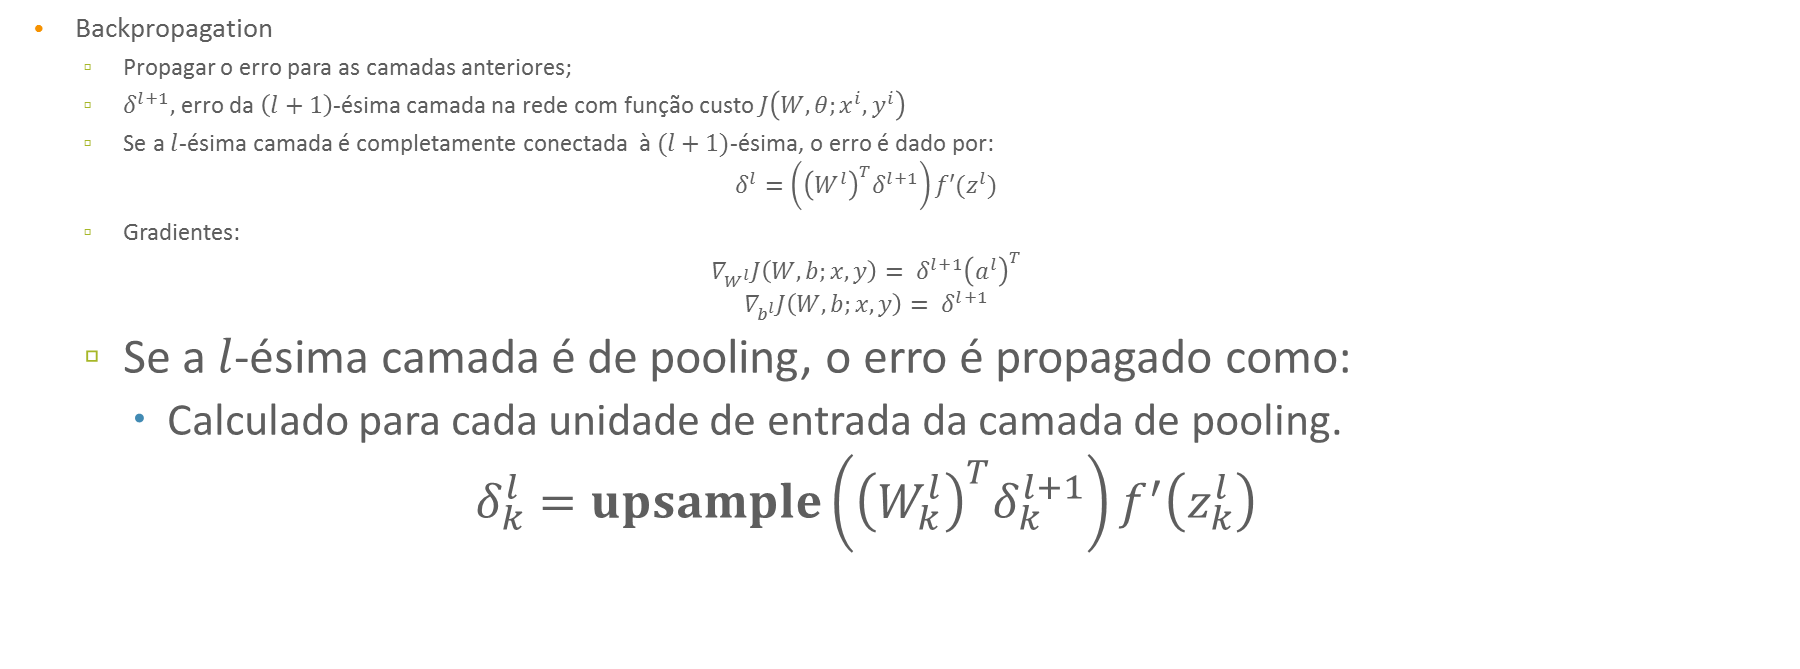 • Backpropagation
▫ Propagar o erro para as camadas anteriores;
▫ δ^{l+1}, erro da (l + 1)-ésima camada na rede com função custo J(W, θ; x^i, y^i)
▫ Se a l-ésima camada é completamente conectada à (l + 1)-ésima, o erro é dado por:
δ^l = ((W^l)^T δ^{l+1}) f′(z^l)
▫ Gradientes:
∇_{W^l} J(W, b; x, y) = δ^{l+1}(a^l)^T
∇_{b^l} J(W, b; x, y) = δ^{l+1}
▫ Se a l-ésima camada é de pooling, o erro é propagado como:
• Calculado para cada unidade de entrada da camada de pooling.
δ_k^l = upsample((W_k^l)^T δ_k^{l+1}) f′(z_k^l)